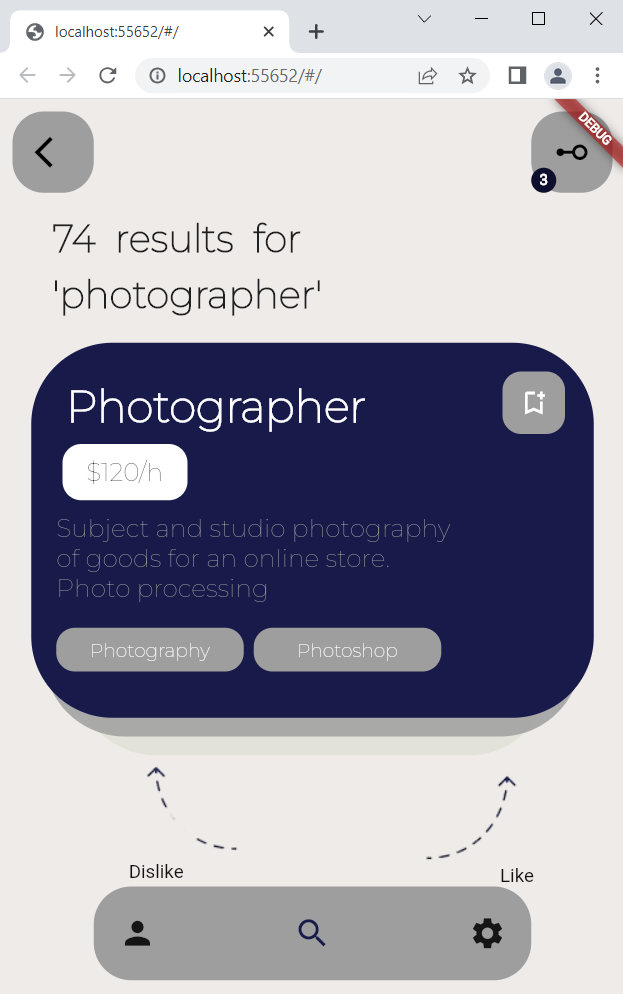 localhost:55652/#/
localhost:55652/#/
DEBUG
3
74 results for
'photographer'
Photographer
$120/h
Subject and studio photography
of goods for an online store.
Photo processing
Photography
Photoshop
Dislike
Like